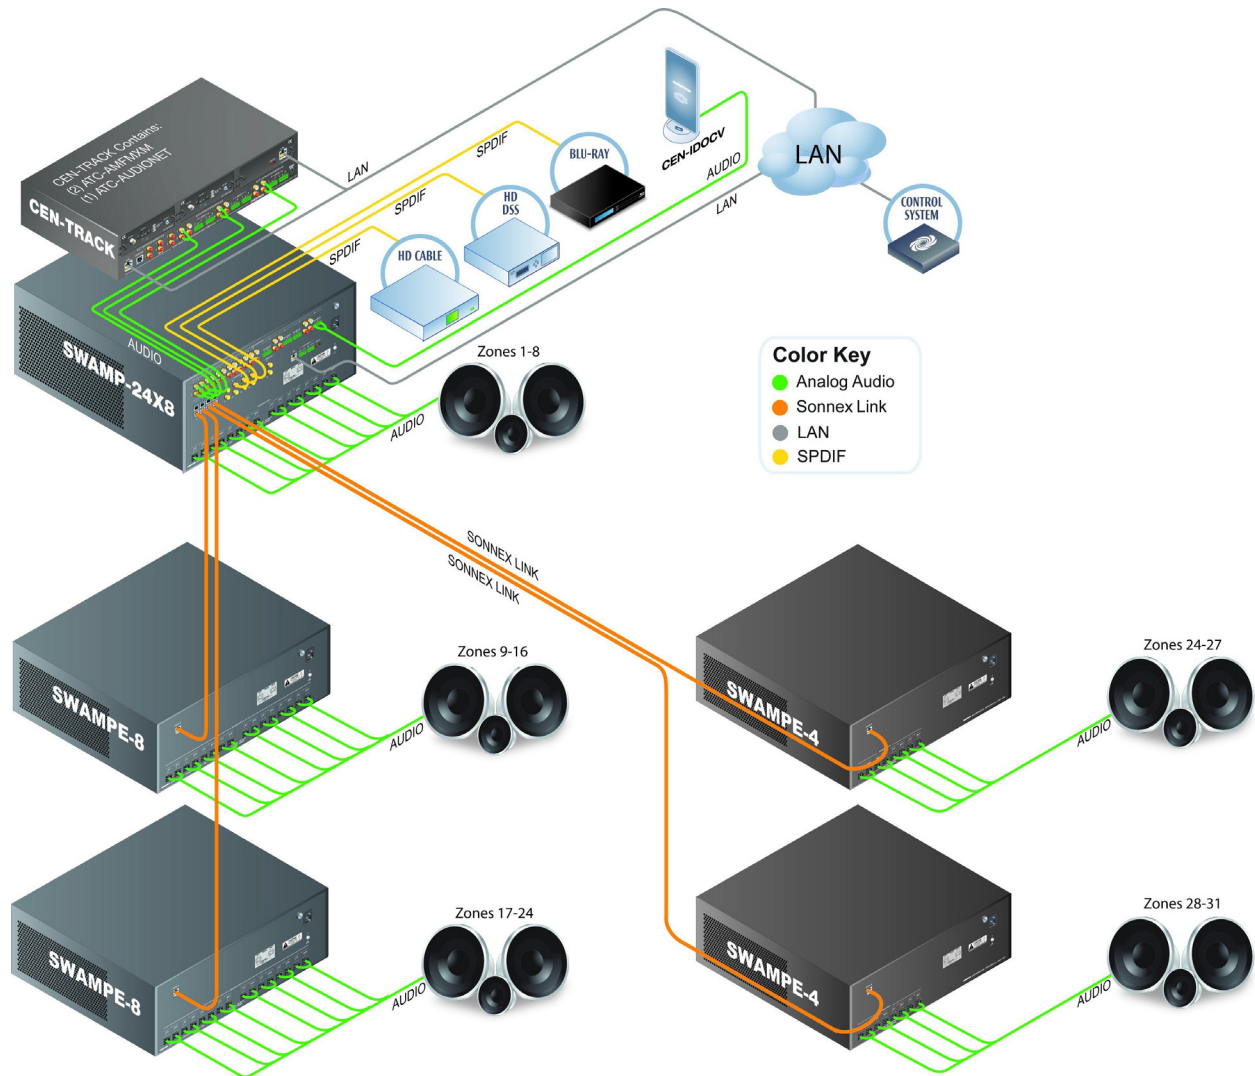 CEN-TRACK Contains:
(2) ATC-AMFMXM
(1) ATC-AUDIONET
CEN-TRACK
LAN
SPDIF
BLU-RAY
CEN-IDOCV
AUDIO
LAN
LAN
CONTROL
SYSTEM
SPDIF
HD
DSS
SPDIF
HD CABLE
AUDIO
SWAMP-24X8
Zones 1-8
AUDIO
Color Key
Analog Audio
Sonnex Link
LAN
SPDIF
SONNEX LINK
SONNEX LINK
SWAMPE-8
Zones 9-16
AUDIO
SWAMPE-4
Zones 24-27
AUDIO
SWAMPE-8
Zones 17-24
AUDIO
SWAMPE-4
Zones 28-31
AUDIO